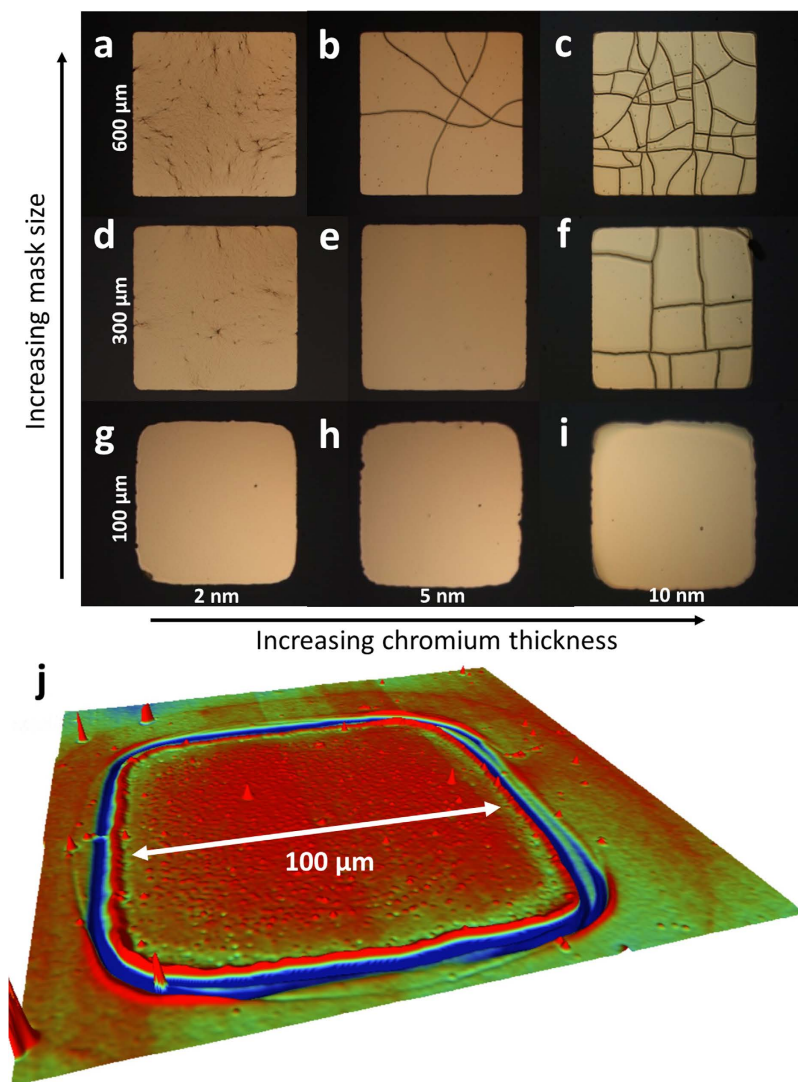 a b c
600 µm
d e f
300 µm
g h i
100 µm
2 nm 5 nm 10 nm
Increasing mask size
Increasing chromium thickness
j
100 µm